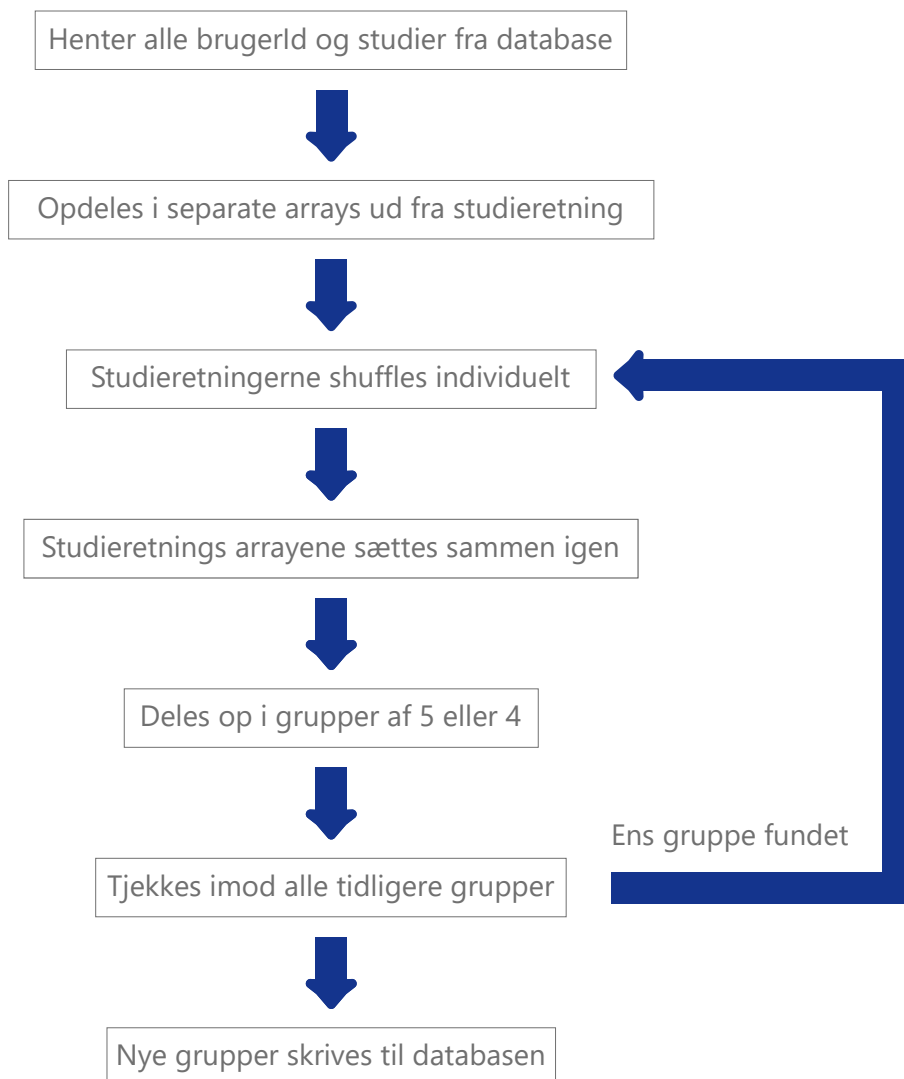 Henter alle brugerId og studier fra database
Opdeles i separate arrays ud fra studieretning
Studieretningerne shuffles individuelt
Studieretnings arrayene sættes sammen igen
Deles op i grupper af 5 eller 4
Ens gruppe fundet
Tjekkes imod alle tidligere grupper
Nye grupper skrives til databasen